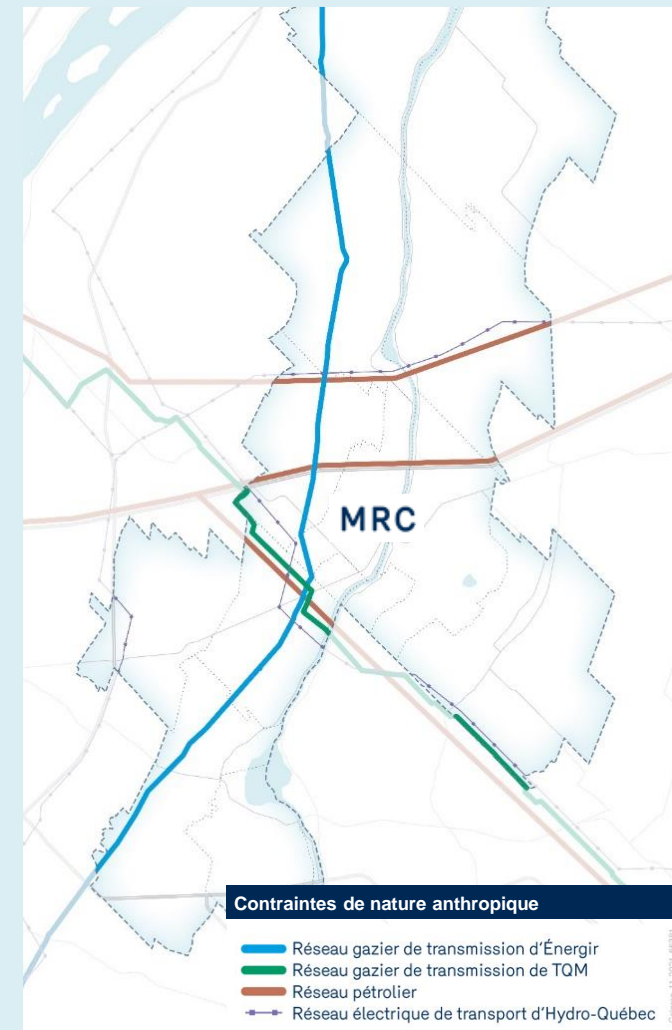 MRC
Contraintes de nature anthropique
Réseau gazier de transmission d'Énergir
Réseau gazier de transmission de TQM
Réseau pétrolier
Réseau électrique de transport d'Hydro-Québec